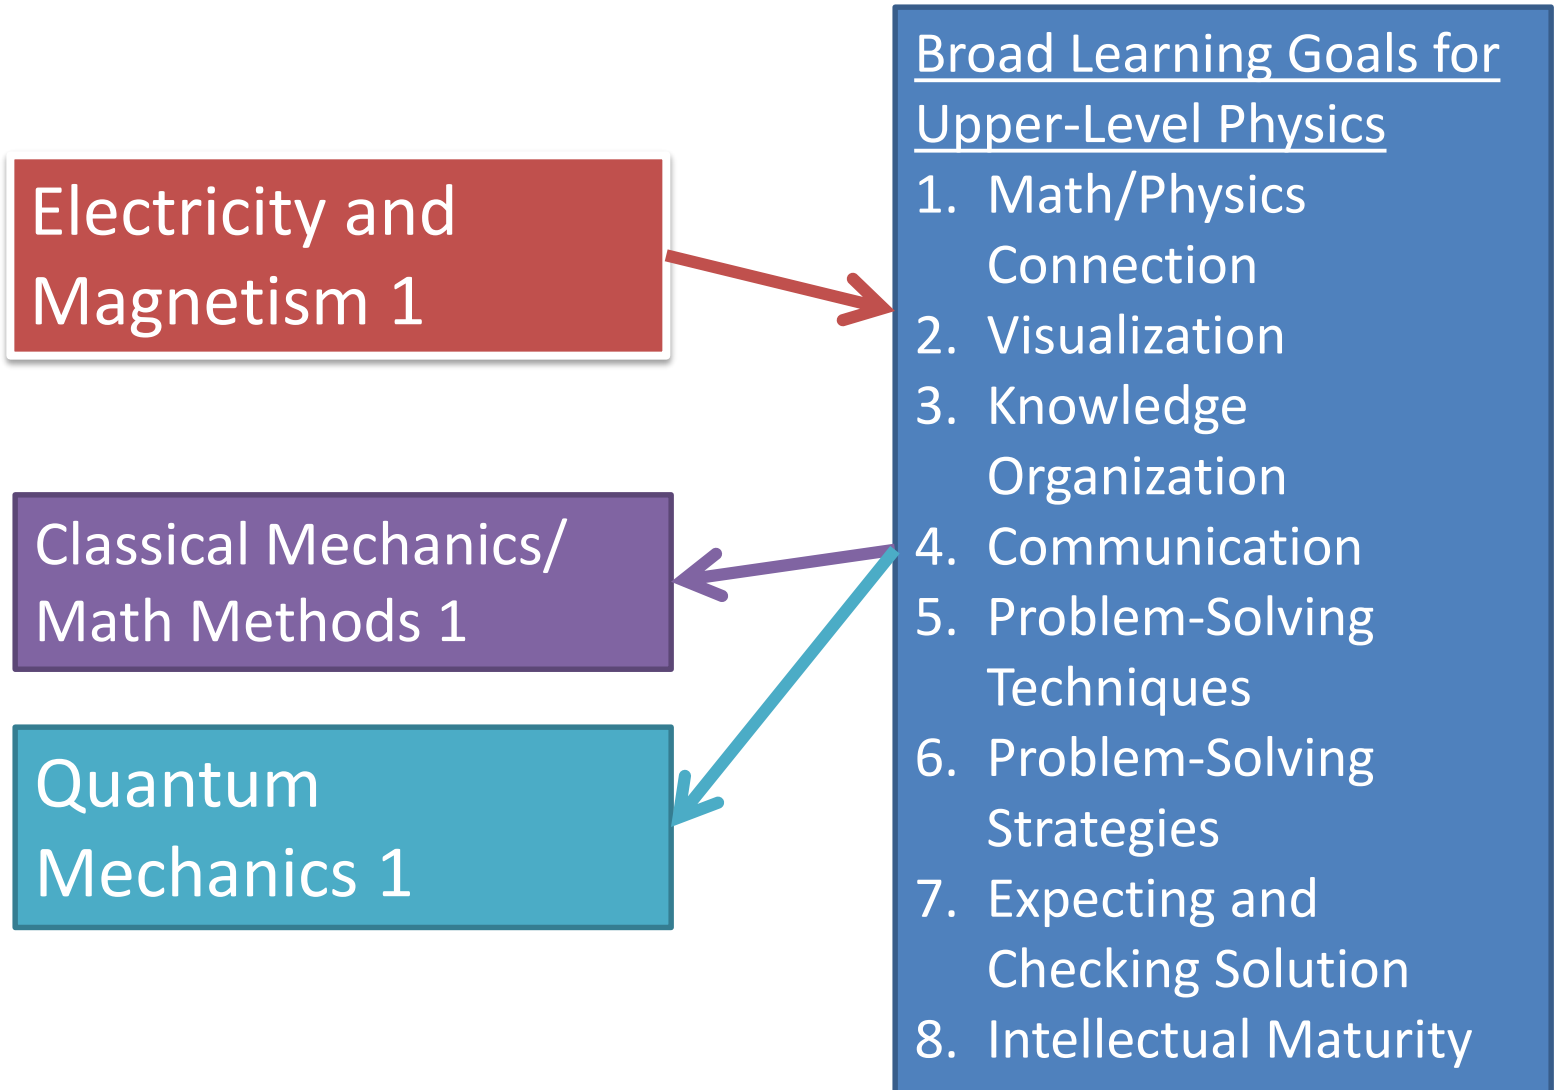 Electricity and
Magnetism 1
Classical Mechanics/
Math Methods 1
Quantum
Mechanics 1
Broad Learning Goals for
Upper-Level Physics
1. Math/Physics
Connection
2. Visualization
3. Knowledge
Organization
4. Communication
5. Problem-Solving
Techniques
6. Problem-Solving
Strategies
7. Expecting and
Checking Solution
8. Intellectual Maturity